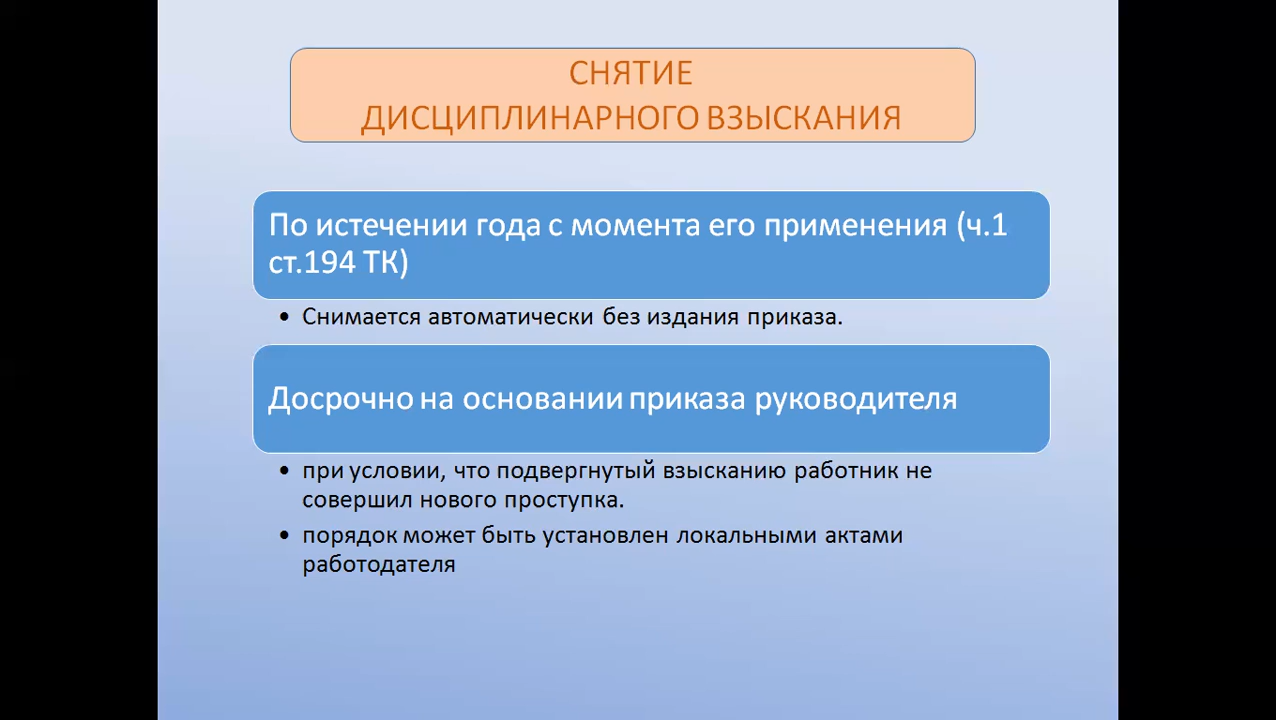 СНЯТИЕ
ДИСЦИПЛИНАРНОГО ВЗЫСКАНИЯ
По истечении года с момента его применения (ч.1
ст.194 ТК)
• Снимается автоматически без издания приказа.
Досрочно на основании приказа руководителя
• при условии, что подвергнутый взысканию работник не
совершил нового проступка.
• порядок может быть установлен локальными актами
работодателя